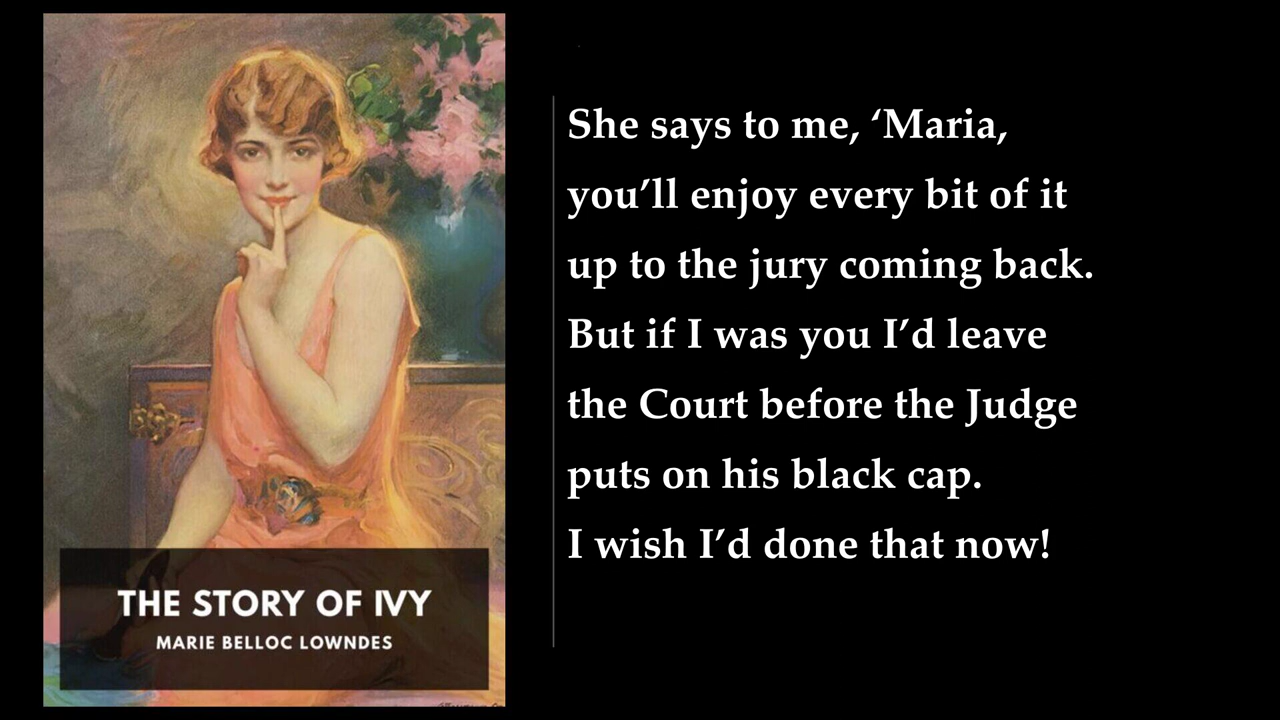 THE STORY OF IVY
MARIE BELLOC LOWNDES
She says to me, ‘Maria,
you’ll enjoy every bit of it
up to the jury coming back.
But if I was you I’d leave
the Court before the Judge
puts on his black cap.
I wish I’d done that now!